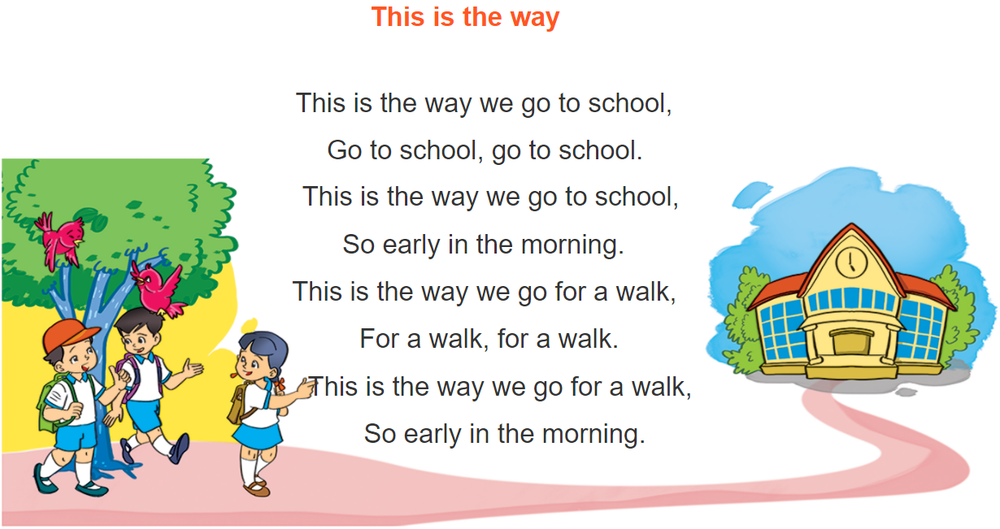 This is the way
This is the way we go to school,
Go to school, go to school.
This is the way we go to school,
So early in the morning.
This is the way we go for a walk,
For a walk, for a walk.
This is the way we go for a walk,
So early in the morning.